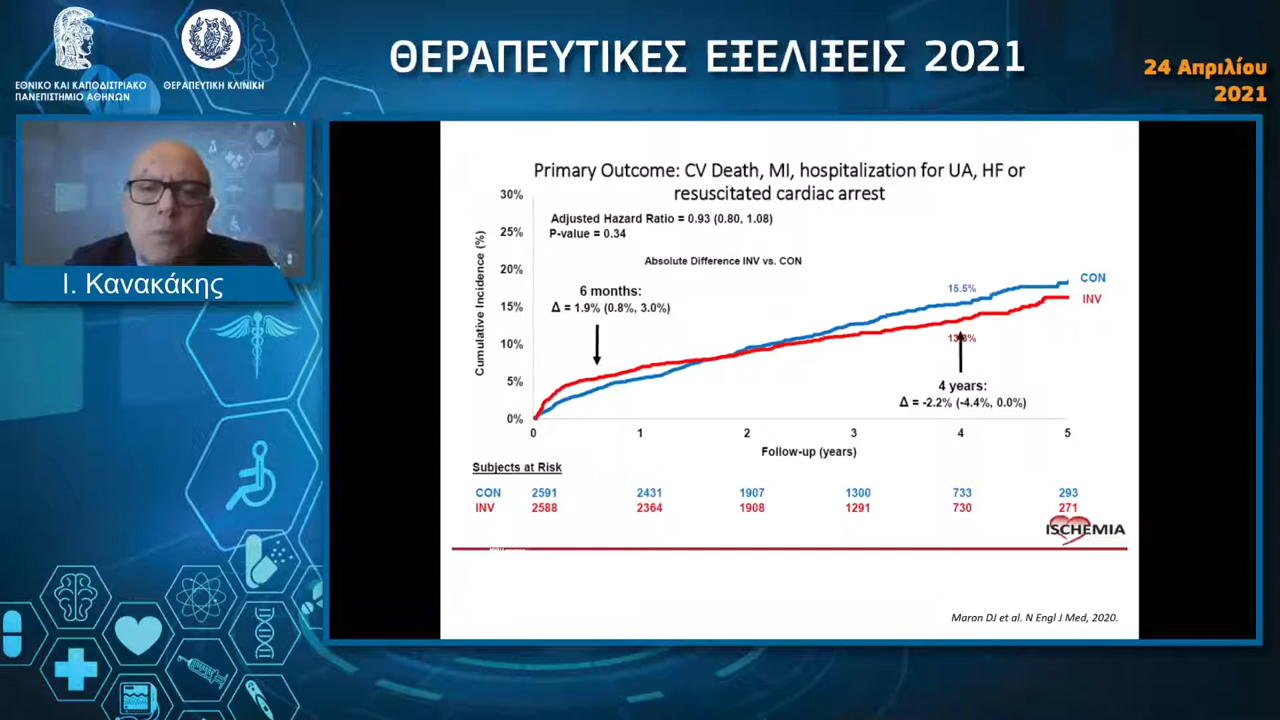 ΕΘΝΙΚΟ ΚΑΙ ΚΑΠΟΔΙΣΤΡΙΑΚΟ
ΠΑΝΕΠΙΣΤΗΜΙΟ ΑΘΗΝΩΝ
ΘΕΡΑΠΕΥΤΙΚΗ ΚΛΙΝΙΚΗ
ΘΕΡΑΠΕΥΤΙΚΕΣ ΕΞΕΛΙΞΕΙΣ 2021
24 Απριλίου
2021
Ι. Κανακάκης
Primary Outcome: CV Death, MI, hospitalization for UA, HF or
resuscitated cardiac arrest
Adjusted Hazard Ratio = 0.93 (0.80, 1.08)
P-value = 0.34
Absolute Difference INV vs. CON
6 months:
Δ = 1.9% (0.8%, 3.0%)
Cumulative Incidence (%)
30%
25%
20%
15%
10%
5%
0%
15.5%
CON
INV
4 years:
Δ = -2.2% (-4.4%, 0.0%)
0 1 2 3 4 5
Follow-up (years)
Subjects at Risk
CON 2591 2431 1907 1300 733 293
INV 2588 2364 1908 1291 730 271
ISCHEMIA
Maron DJ et al. N Engl J Med, 2020.